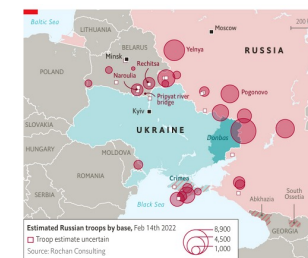 Baltic Sea
200
LITHUANIA
Moscow
BELARUS
Minsk
Yelnya
RUSSIA
Rechitsa
POLAND
Naroulia
Pogonovo
Pripyat river
bridge
Kyiv
UKRAINE
SLOVAKIA
Donbas
HUNGARY
MOLDOVA
ROMANIA
Crimea
SERBIA
Black Sea
Abkhazia
South
Ossetia
GEORGIA
Estimated Russian troops by base, Feb 14th 2022
Troop estimate uncertain
8,900
4,500
1,000
Source: Rochan Consulting